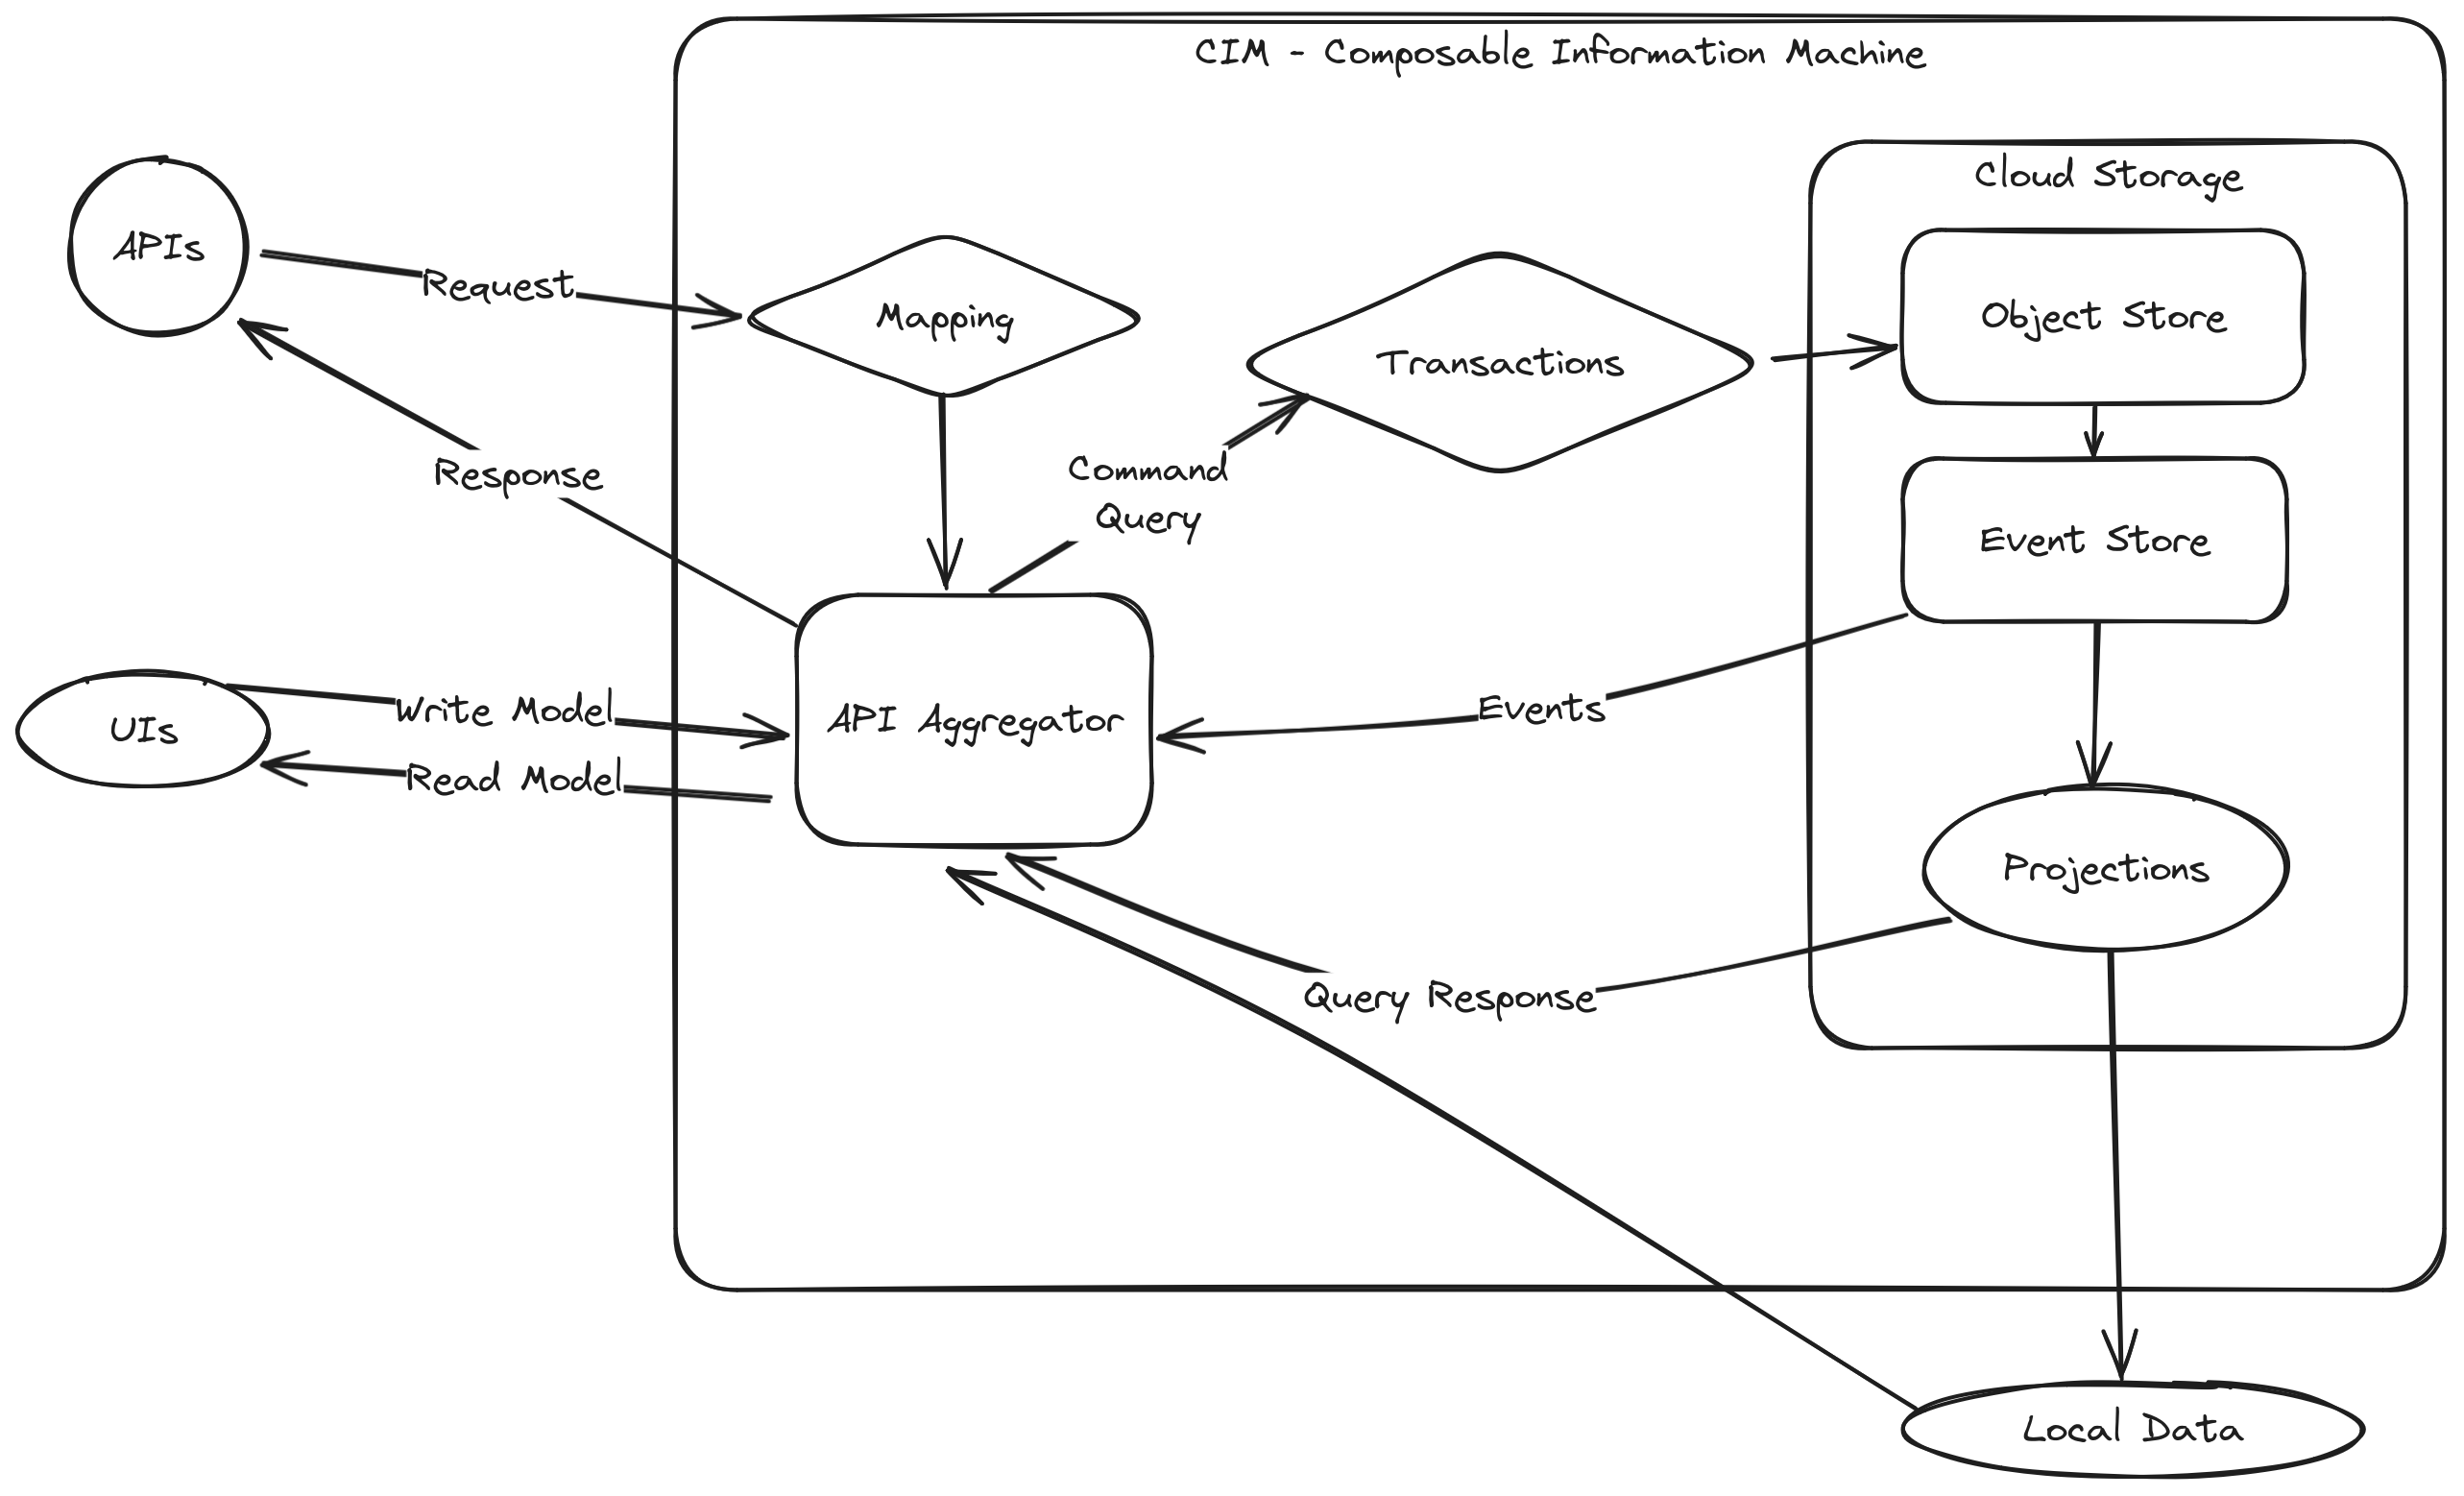 CIM - Composable Information Machine
Cloud Storage
APIs
Request
Mapping
Transactions
Object Store
Response
Command
Query
Event Store
UIs
Write Model
Read Model
API Aggregator
Events
Projections
Query Response
Local Data